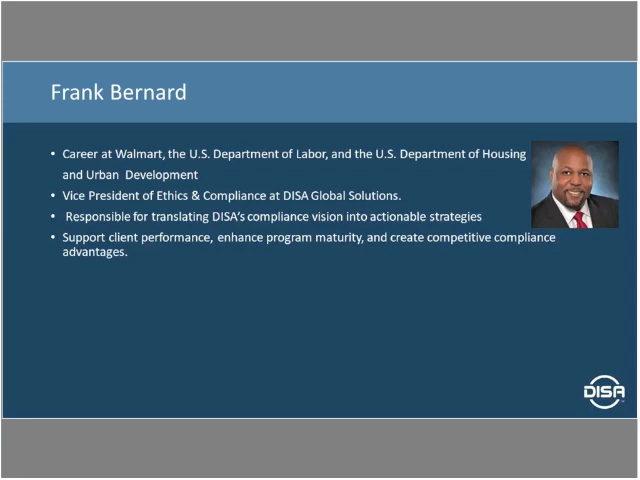 Frank Bernard
• Career at Walmart, the U.S. Department of Labor, and the U.S. Department of Housing
and Urban Development
• Vice President of Ethics & Compliance at DISA Global Solutions.
• Responsible for translating DISA's compliance vision into actionable strategies
• Support client performance, enhance program maturity, and create competitive compliance
advantages.
DISA